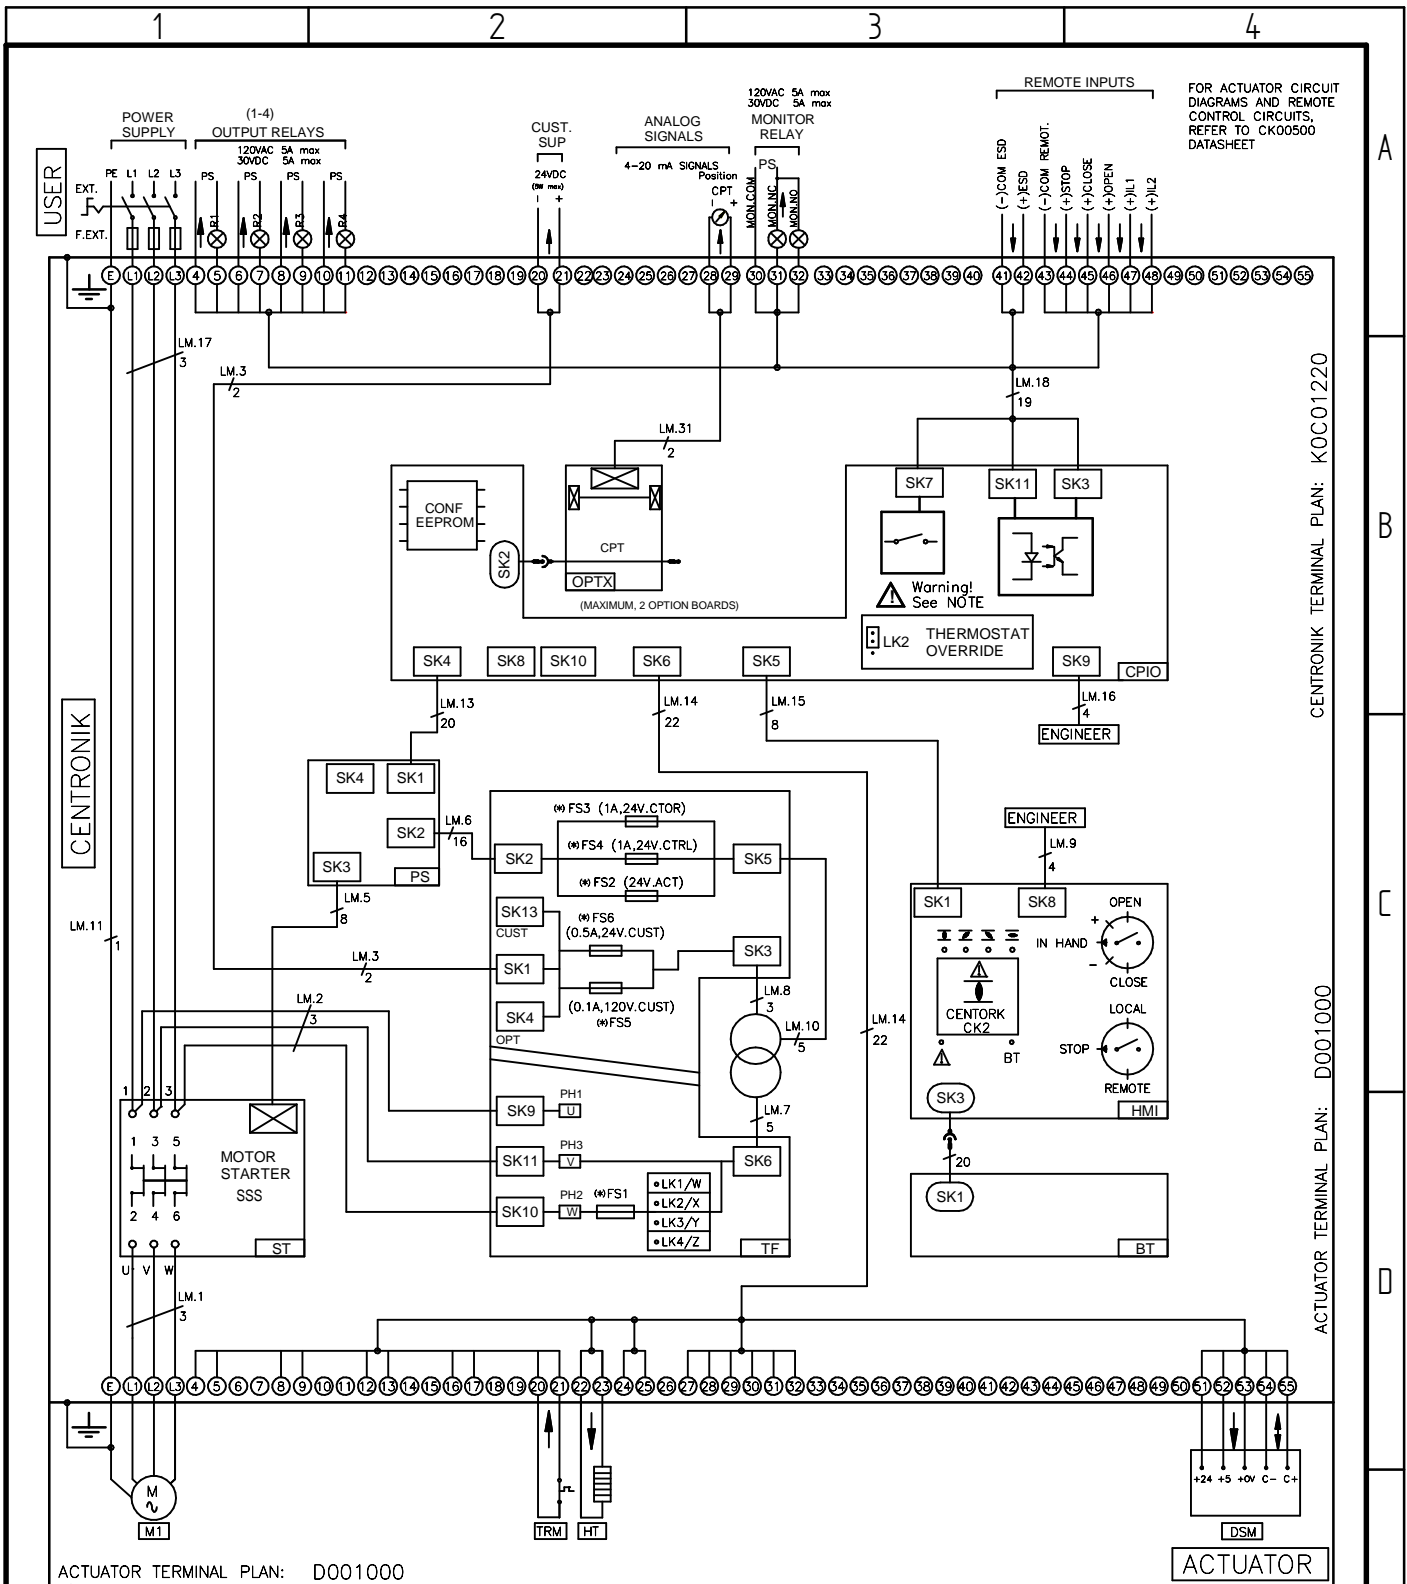 1 2 3 4
A
B
C
D
USER
POWER
SUPPLY
(1-4)
OUTPUT RELAYS
120VAC 5A max
30VDC 5A max
CUST.
SUP
24VDC
(5W max)
- +
ANALOG
SIGNALS
4-20 mA SIGNALS
Position
CPT
- +
120VAC 5A max
30VDC 5A max
MONITOR
RELAY
PS
MON.COM
MON.NC
MON.NO
REMOTE INPUTS
(-)COM ESD
(+)ESD
(-)COM REMOT.
(+)STOP
(+)CLOSE
(+)OPEN
(+)IL1
(+)IL2
FOR ACTUATOR CIRCUIT
DIAGRAMS AND REMOTE
CONTROL CIRCUITS,
REFER TO CK00500
DATASHEET
PE L1 L2 L3
EXT.
F.EXT.
PS PS PS PS
R1 R2 R3 R4
E L1 L2 L3 4 5 6 7 8 9 10 11 12 13 14 15 16 17 18 19 20 21 22 23 24 25 26 27 28 29 30 31 32 33 34 35 36 37 38 39 40 41 42 43 44 45 46 47 48 49 50 51 52 53 54 55
LM.17
3
LM.3
2
LM.18
19
LM.31
2
CENTRONIK TERMINAL PLAN: K0C01220
CONF
EEPROM
SK2
CPT
OPTX
(MAXIMUM, 2 OPTION BOARDS)
SK7
SK11
SK3
Warning!
See NOTE
LK2
THERMOSTAT
OVERRIDE
SK4
SK8
SK10
SK6
SK5
SK9
CPIO
LM.13
20
LM.14
22
LM.15
8
LM.16
4
ENGINEER
CENTRONIK
SK4
SK1
SK2
SK3
PS
LM.6
16
LM.5
8
(*)FS3 (1A,24V.CTOR)
(*)FS4 (1A,24V.CTRL)
(*)FS2 (24V.ACT)
SK2
SK5
SK13
CUST
(*)FS6
(0.5A,24V.CUST)
SK1
SK3
(0.1A,120V.CUST)
(*)FS5
SK4
OPT
LM.8
3
LM.10
5
LM.14
22
LM.7
5
LM.11
1
LM.3
2
LM.2
3
ENGINEER
LM.9
4
SK1
SK8
OPEN
+
IN HAND
-
CLOSE
CENTORK
CK2
BT
LOCAL
STOP
REMOTE
SK3
HMI
20
SK1
BT
ACTUATOR TERMINAL PLAN: D001000
1 2 3
1 3 5
2 4 6
MOTOR
STARTER
SSS
ST
U V W
LM.1
3
SK9
PH1
U
SK11
PH3
V
SK6
SK10
PH2
W
(*)FS1
LK1/W
LK2/X
LK3/Y
LK4/Z
TF
E L1 L2 L3 4 5 6 7 8 9 10 11 12 13 14 15 16 17 18 19 20 21 22 23 24 25 26 27 28 29 30 31 32 33 34 35 36 37 38 39 40 41 42 43 44 45 46 47 48 49 50 51 52 53 54 55
M
M1
TRM
HT
+24 +5 +0V C- C+
DSM
ACTUATOR TERMINAL PLAN: D001000
ACTUATOR